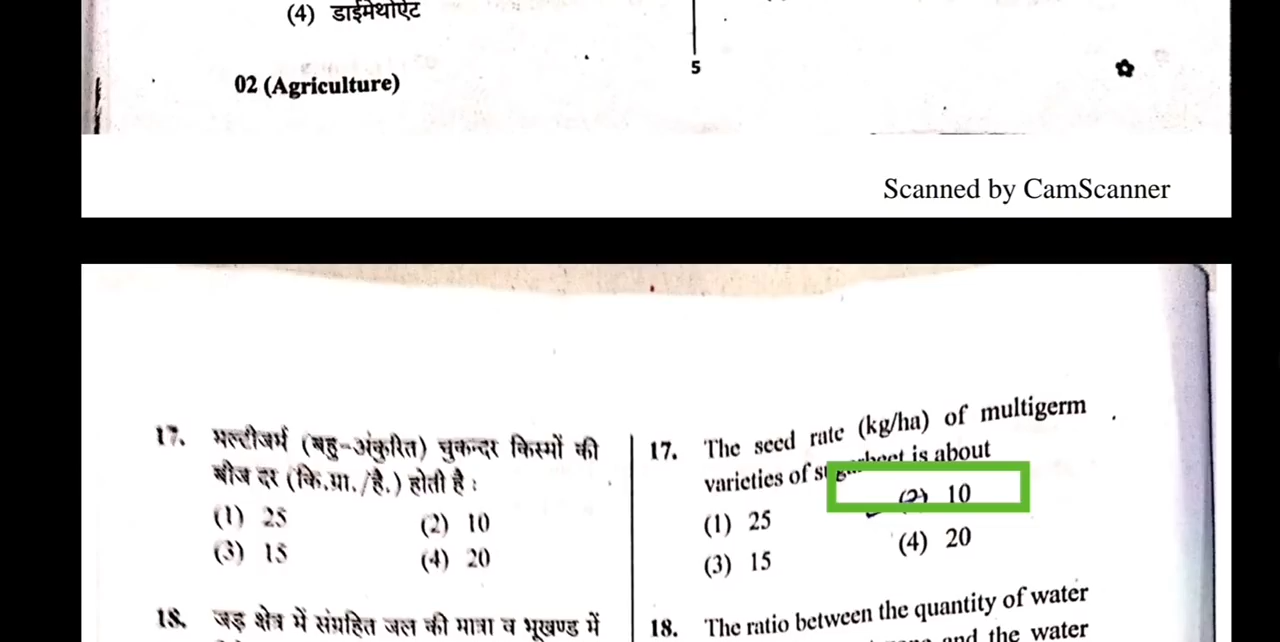 (4) डाईमेथोऐट
02 (Agriculture)
5
Scanned by CamScanner
17. मल्टीजर्म (बहु-अंकुरित) चुकन्दर किस्मों की
बीज दर (कि.ग्रा./है.) होती है :
(1) 25 (2) 10
(3) 15 (4) 20
18. जड़ क्षेत्र में संग्रहित जल की मात्रा व भूखण्ड में
17. The seed rate (kg/ha) of multigerm
varieties of sugarbeet is about
(1) 25 (2) 10
(3) 15 (4) 20
18. The ratio between the quantity of water
and the water